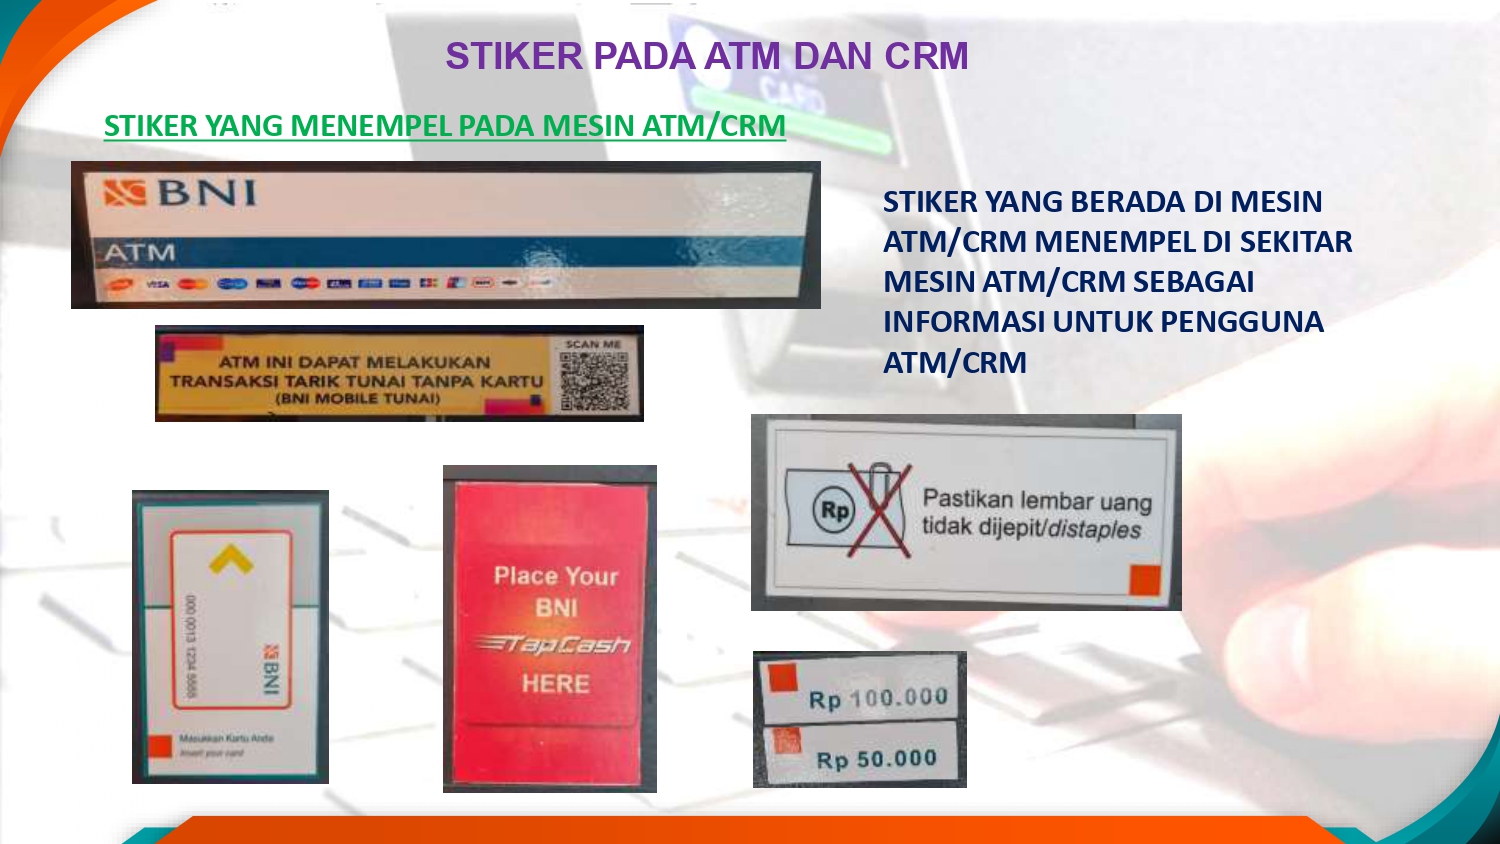 STIKER PADA ATM DAN CRM
STIKER YANG MENEMPEL PADA MESIN ATM/CRM
BNI
ATM
VISA
STIKER YANG BERADA DI MESIN
ATM/CRM MENEMPEL DI SEKITAR
MESIN ATM/CRM SEBAGAI
INFORMASI UNTUK PENGGUNA
ATM/CRM
ATM INI DAPAT MELAKUKAN
TRANSAKSI TARIK TUNAI TANPA KARTU
(BNI MOBILE TUNAI)
SCAN ME
Rp
Pastikan lembar uang
tidak dijepit/distaples
000 0013 1234 5555
BNI
Masukkan Kartu Anda
Insert your card
Place Your
BNI
TapCash
HERE
Rp 100.000
Rp 50.000
CARD